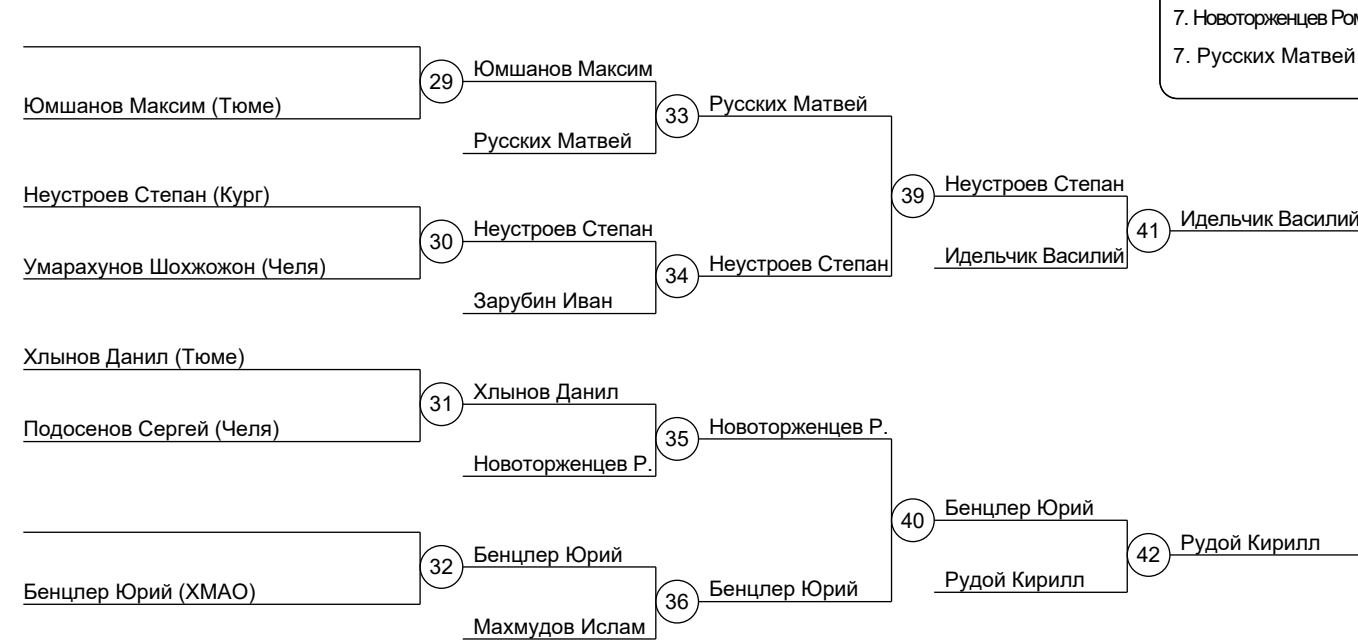 7. Новоторженцев Ром
7. Русских Матвей
Юмшанов Максим (Тюме)
29
Юмшанов Максим
Русских Матвей
33
Русских Матвей
Неустроев Степан (Кург)
Умарахунов Шохжожон (Челя)
30
Неустроев Степан
Зарубин Иван
34
Неустроев Степан
39
Неустроев Степан
Идельчик Василий
41
Идельчик Василий
Хлынов Данил (Тюме)
Подосенов Сергей (Челя)
31
Хлынов Данил
Новоторженцев Р.
35
Новоторженцев Р.
Бенцлер Юрий (ХМАО)
32
Бенцлер Юрий
Махмудов Ислам
36
Бенцлер Юрий
40
Бенцлер Юрий
Рудой Кирилл
42
Рудой Кирилл